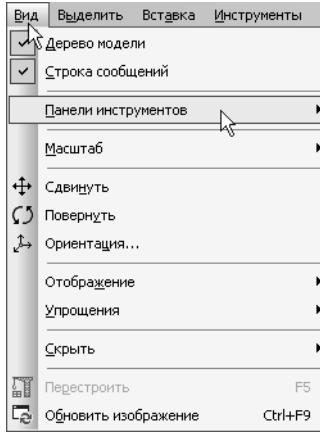 Вид Выделить Вставка Инструменты
Дерево модели
Строка сообщений
Панели инструментов
Масштаб
Сдвинуть
Повернуть
Ориентация...
Отображение
Упрощения
Скрыть
Перестроить F5
Обновить изображение Ctrl+F9